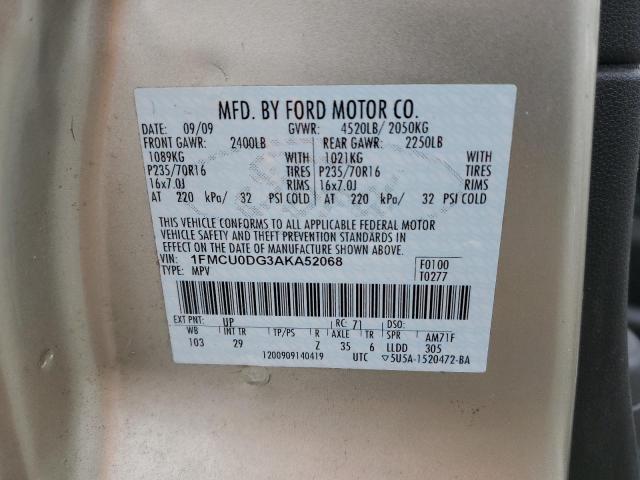 MFD. BY FORD MOTOR CO.
DATE: 09/09 GVWR: 4520LB/ 2050KG
FRONT GAWR: 2400LB REAR GAWR: 2250LB
1089KG WITH 1021KG WITH
P235/70R16 TIRES P235/70R16 TIRES
16x7.0J RIMS 16x7.0J RIMS
AT 220 kPa/ 32 PSI COLD AT 220 kPa/ 32 PSI COLD
THIS VEHICLE CONFORMS TO ALL APPLICABLE FEDERAL MOTOR
VEHICLE SAFETY AND THEFT PREVENTION STANDARDS IN
EFFECT ON THE DATE OF MANUFACTURE SHOWN ABOVE.
VIN: 1FMCU0DG3AKA52068 F0100
TYPE: MPV T0277
EXT PNT: UP RC: 71 DSO:
WB INT TR TP/PS R AXLE TR SPR AM71F
103 29 Z 35 6 LLDD 305
1200909140419 UTC ▽5U5A-1520472-BA